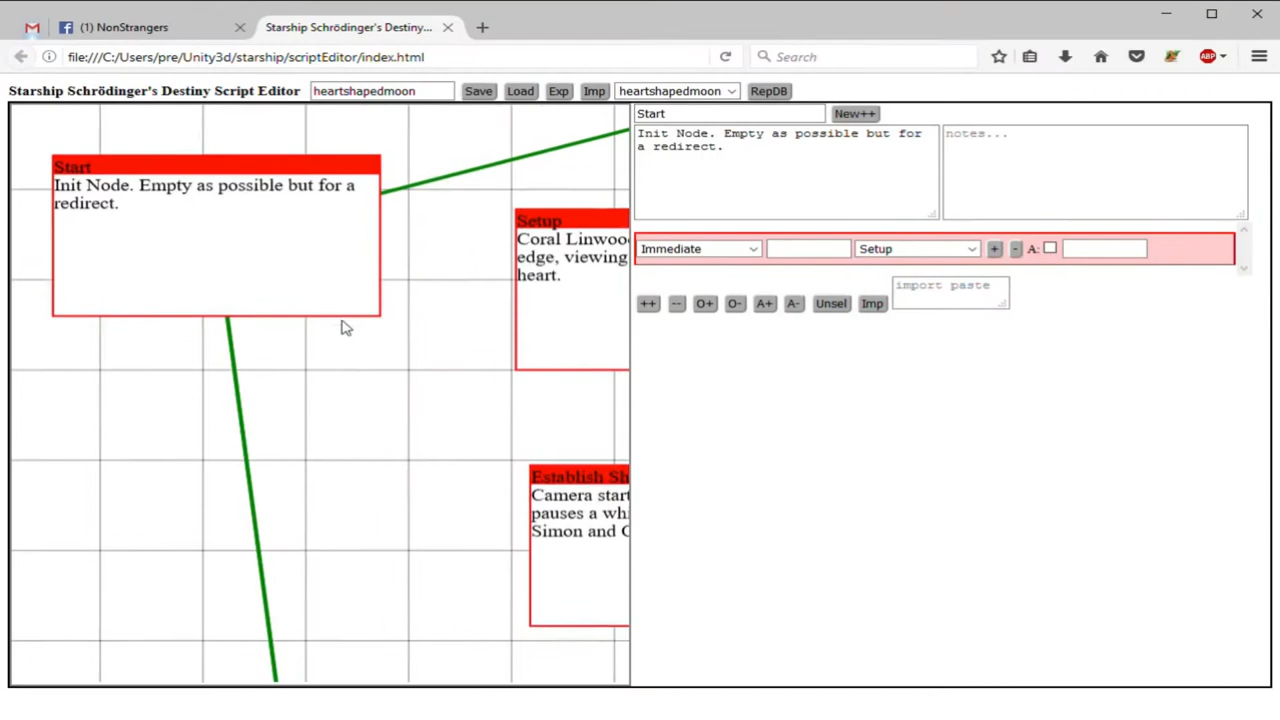 (1) NonStrangers
Starship Schrödinger's Destiny...
file:///C:/Users/pre/Unity3d/starship/scriptEditor/index.html
Search
ABP
Starship Schrödinger's Destiny Script Editor
heartshapedmoon
Save
Load
Exp
Imp
heartshapedmoon
RepDB
Start
Init Node. Empty as possible but for a
redirect.
Setup
Coral Linwoo
edge, viewing
heart.
Establish Sh
Camera start
pauses a whi
Simon and C
Start
New++
Init Node. Empty as possible but for
a redirect.
notes...
Immediate
Setup
+
-
A:
++
--
O+
O-
A+
A-
Unsel
Imp
import paste